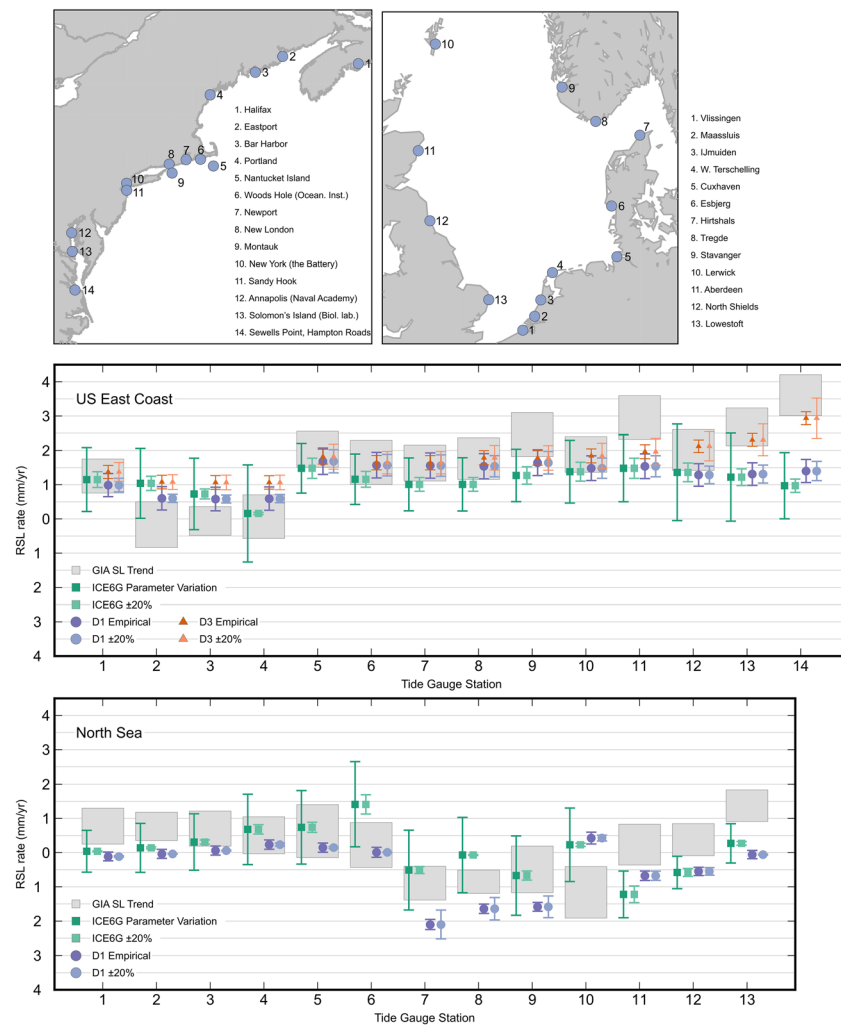 2
3
1
4
8
7
6
5
9
10
11
12
13
14
1. Halifax
2. Eastport
3. Bar Harbor
4. Portland
5. Nantucket Island
6. Woods Hole (Ocean. Inst.)
7. Newport
8. New London
9. Montauk
10. New York (the Battery)
11. Sandy Hook
12. Annapolis (Naval Academy)
13. Solomon's Island (Biol. lab.)
14. Sewells Point, Hampton Roads
10
9
8
7
11
6
12
5
4
13
3
2
1
1. Vlissingen
2. Maassluis
3. IJmuiden
4. W. Terschelling
5. Cuxhaven
6. Esbjerg
7. Hirtshals
8. Tregde
9. Stavanger
10. Lerwick
11. Aberdeen
12. North Shields
13. Lowestoft
US East Coast
RSL rate (mm/yr)
4
3
2
1
0
1
2
3
4
GIA SL Trend
ICE6G Parameter Variation
ICE6G ±20%
D1 Empirical
D3 Empirical
D1 ±20%
D3 ±20%
1 2 3 4 5 6 7 8 9 10 11 12 13 14
Tide Gauge Station
North Sea
RSL rate (mm/yr)
4
3
2
1
0
1
2
3
4
GIA SL Trend
ICE6G Parameter Variation
ICE6G ±20%
D1 Empirical
D1 ±20%
1 2 3 4 5 6 7 8 9 10 11 12 13
Tide Gauge Station